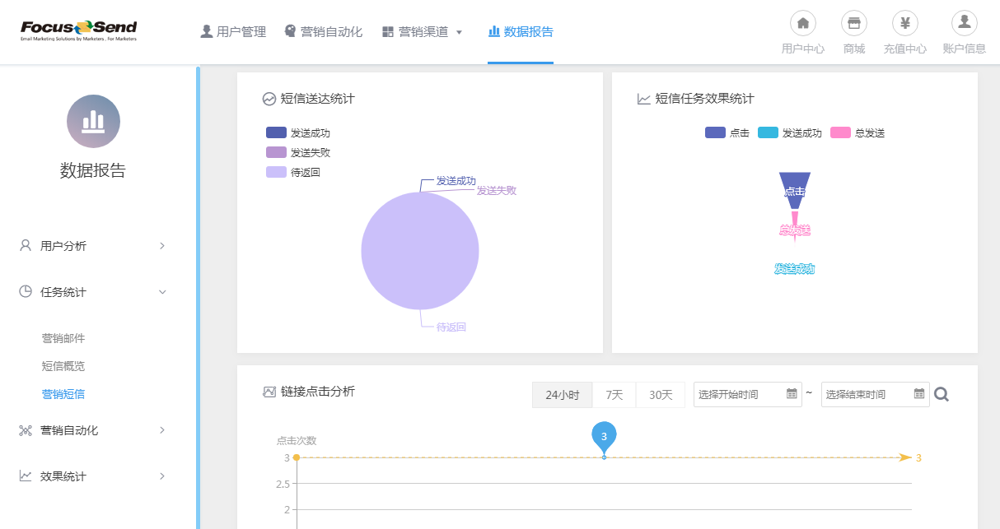 FocusSend
Email Marketing Solutions by Marketers , For Marketers
用户管理
营销自动化
营销渠道
数据报告
用户中心
商城
充值中心
账户信息
数据报告
用户分析
任务统计
营销邮件
短信概览
营销短信
营销自动化
效果统计
短信送达统计
发送成功
发送失败
待返回
发送成功
发送失败
待返回
短信任务效果统计
点击
发送成功
总发送
点击
总发送
发送成功
链接点击分析
24小时
7天
30天
选择开始时间
~
选择结束时间
点击次数
3
3
3
2.5
2